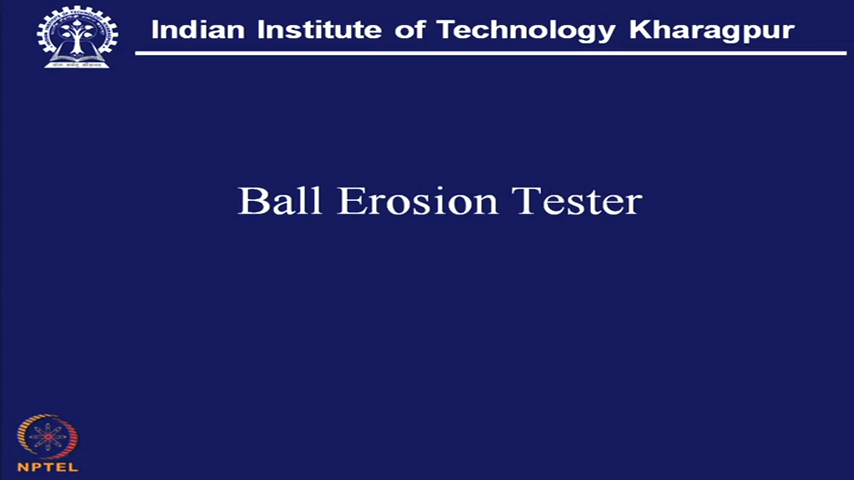 Indian Institute of Technology Kharagpur
Ball Erosion Tester
NPTEL